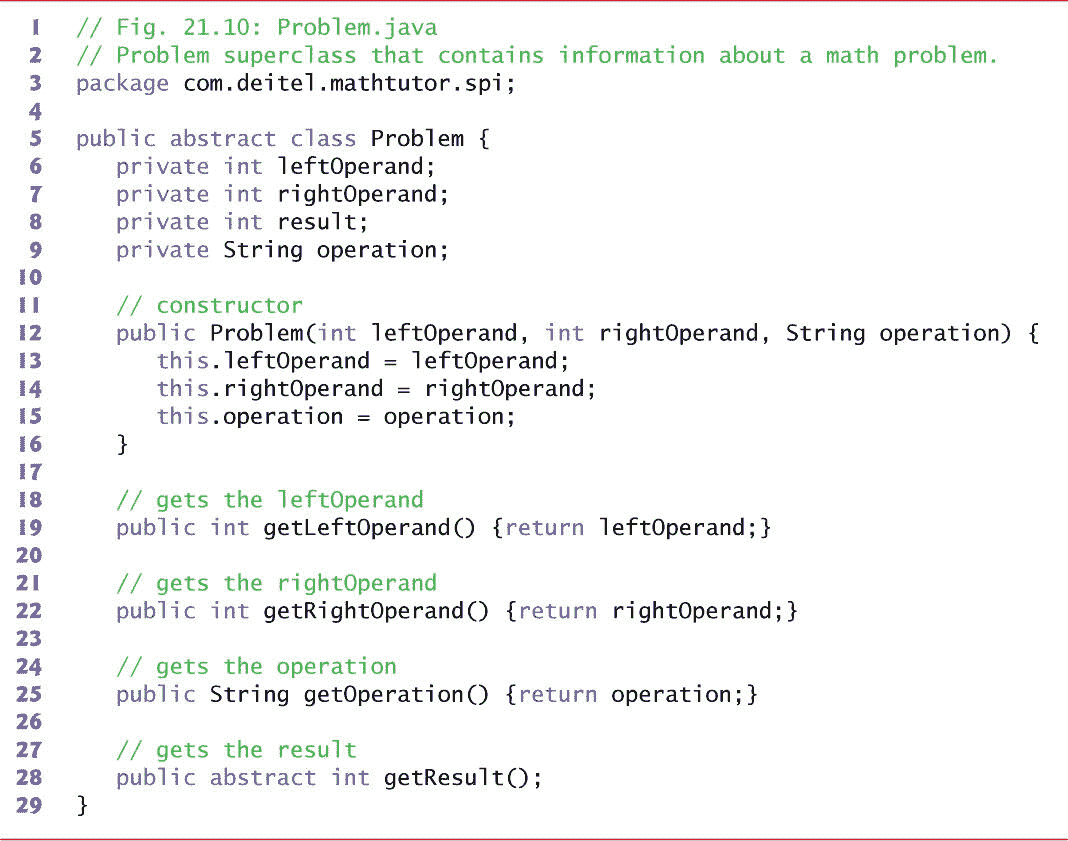 1 // Fig. 21.10: Problem.java
2 // Problem superclass that contains information about a math problem.
3 package com.deitel.mathtutor.spi;
4
5 public abstract class Problem {
6    private int leftOperand;
7    private int rightOperand;
8    private int result;
9    private String operation;
10
11    // constructor
12    public Problem(int leftOperand, int rightOperand, String operation) {
13       this.leftOperand = leftOperand;
14       this.rightOperand = rightOperand;
15       this.operation = operation;
16    }
17
18    // gets the leftOperand
19    public int getLeftOperand() {return leftOperand;}
20
21    // gets the rightOperand
22    public int getRightOperand() {return rightOperand;}
23
24    // gets the operation
25    public String getOperation() {return operation;}
26
27    // gets the result
28    public abstract int getResult();
29 }